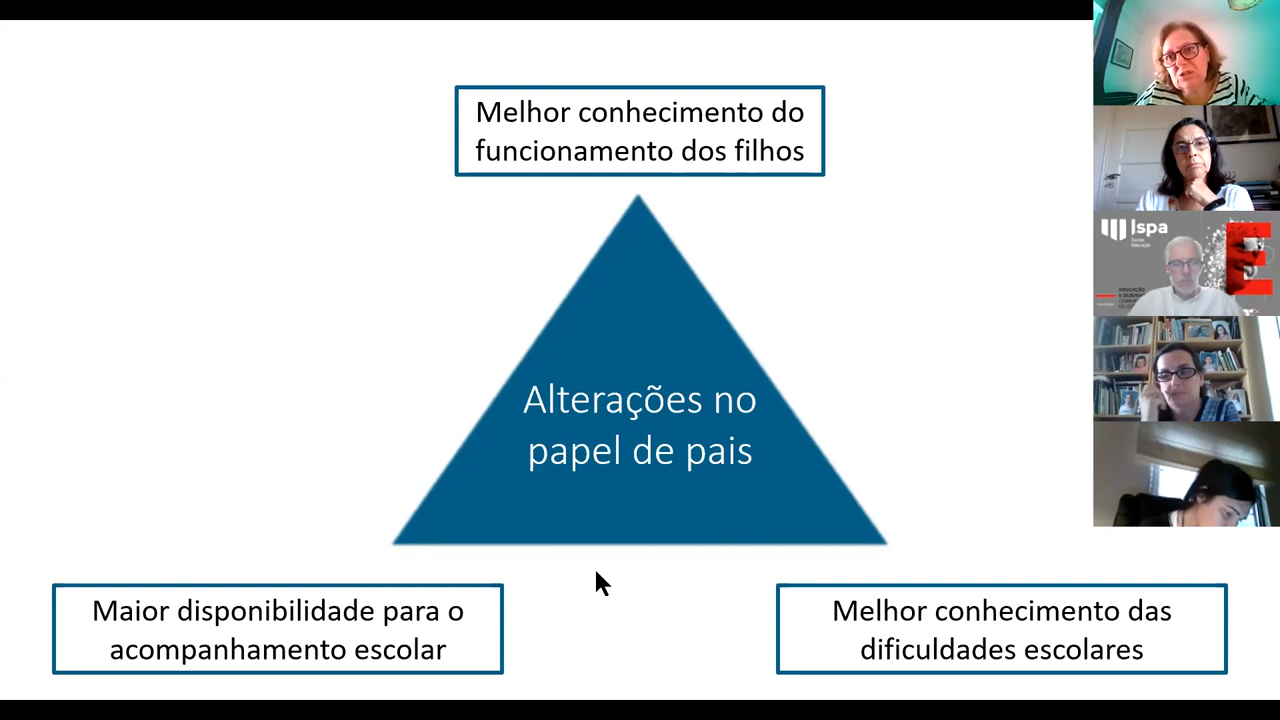 Melhor conhecimento do
funcionamento dos filhos
Alterações no
papel de pais
Maior disponibilidade para o
acompanhamento escolar
Melhor conhecimento das
dificuldades escolares
Ispa
E